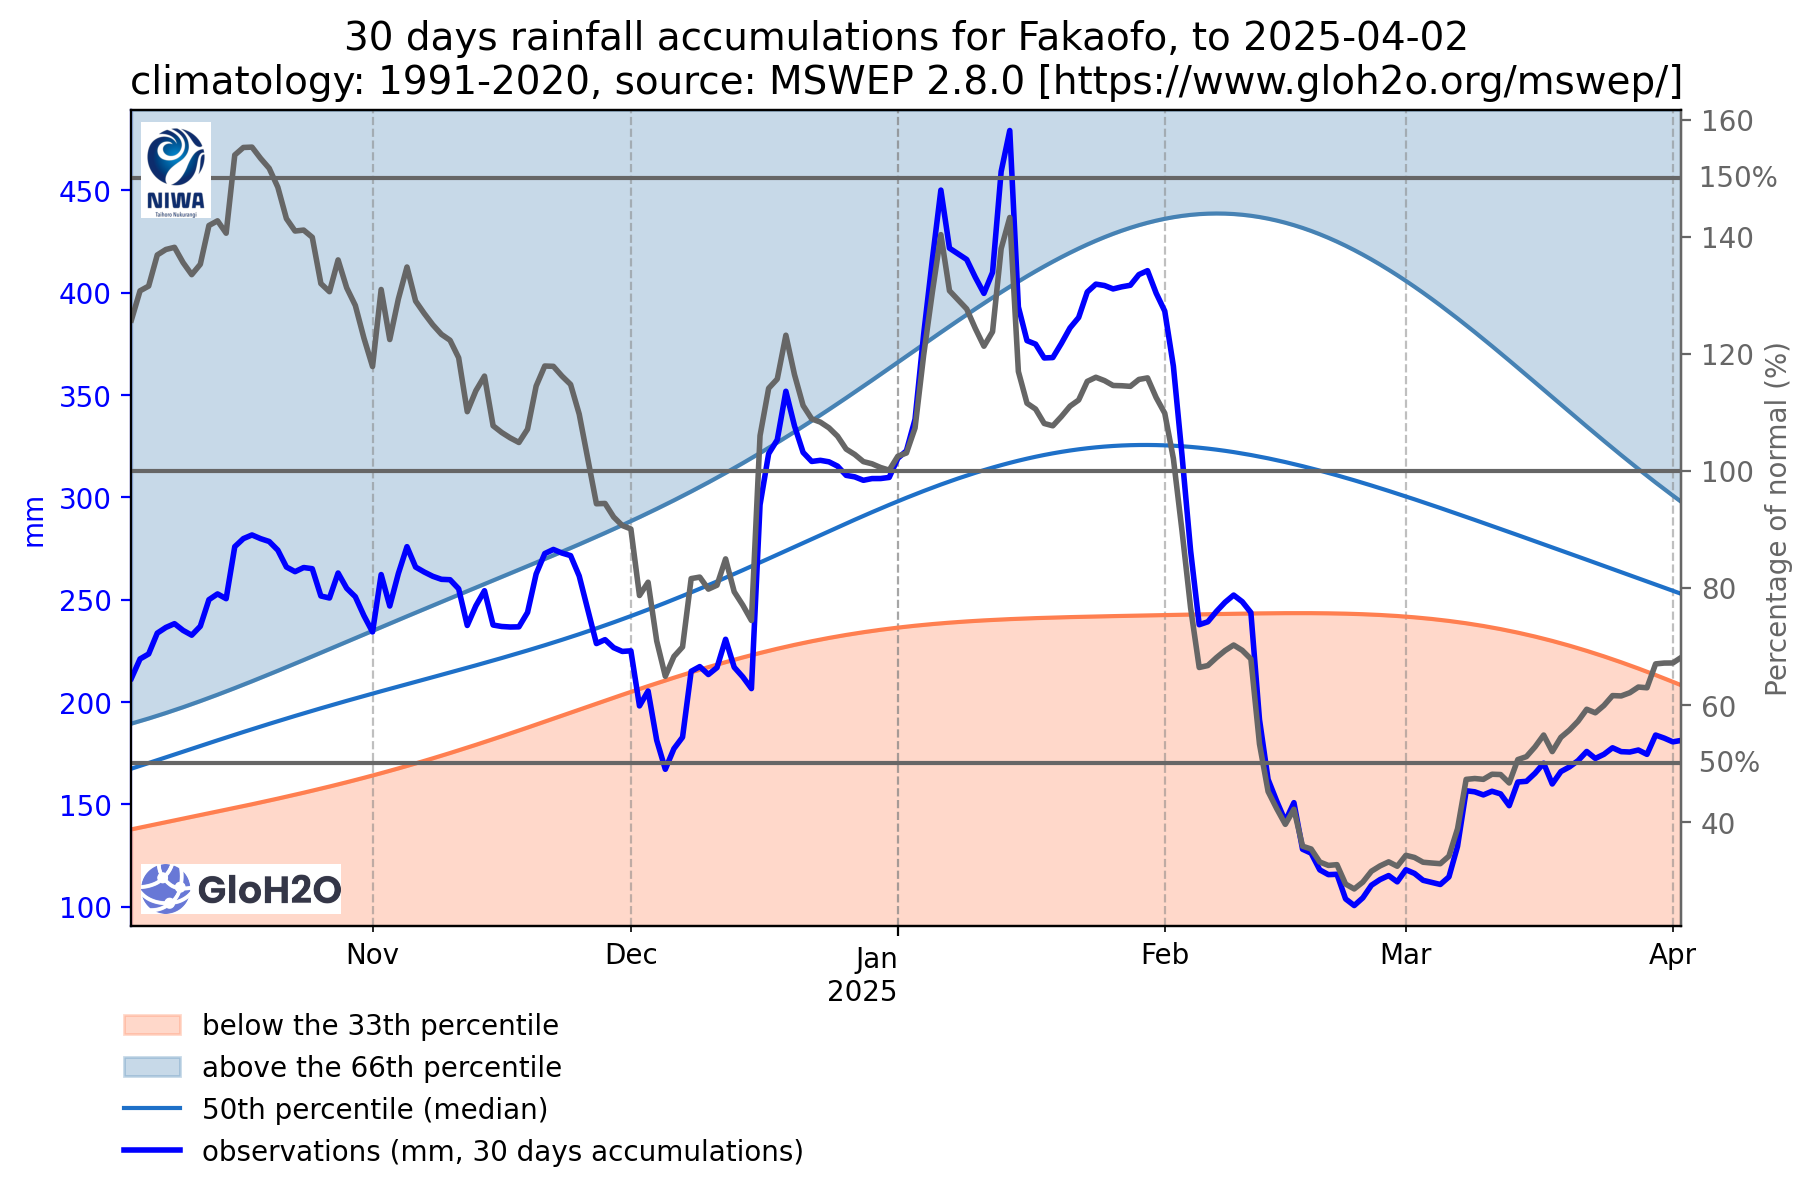 30 days rainfall accumulations for Fakaofo, to 2025-04-02
climatology: 1991-2020, source: MSWEP 2.8.0 [https://www.gloh2o.org/mswep/]
NIWA
Taihoro Nukurangi
GloH2O
mm
450
400
350
300
250
200
150
100
160
150%
140
120
100
80
60
50%
40
Percentage of normal (%)
Nov
Dec
Jan
2025
Feb
Mar
Apr
below the 33th percentile
above the 66th percentile
50th percentile (median)
observations (mm, 30 days accumulations)